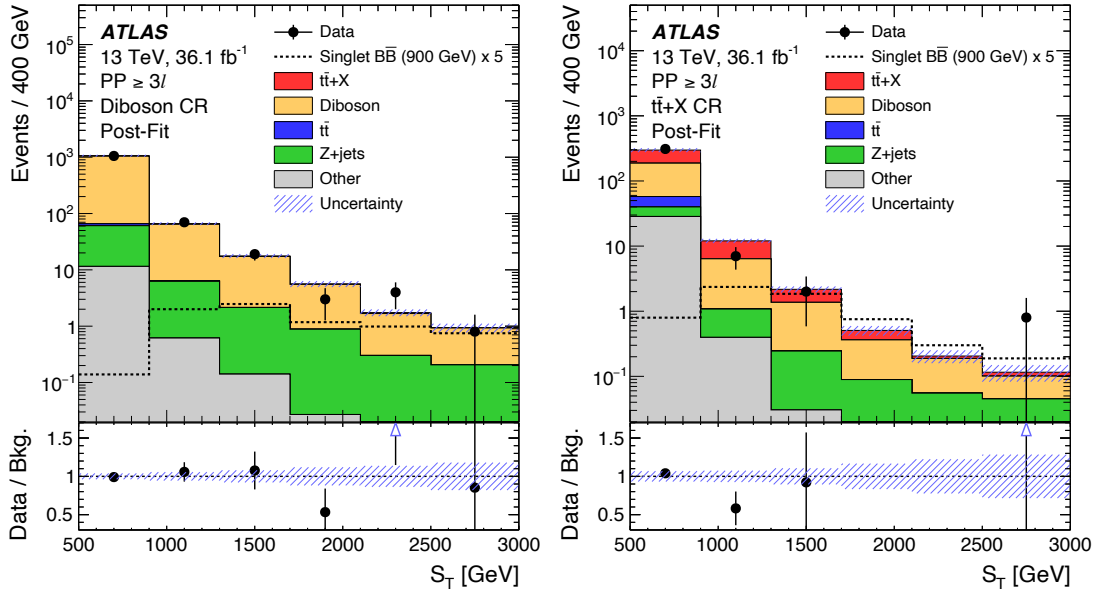 ATLAS
13 TeV, 36.1 fb⁻¹
PP ≥ 3l
Diboson CR
Post-Fit
Data
Singlet BB̅ (900 GeV) x 5
tt̅+X
Diboson
tt̅
Z+jets
Other
Uncertainty
Events / 400 GeV
10⁵
10⁴
10³
10²
10
1
10⁻¹
Data / Bkg.
1.5
1
0.5
500 1000 1500 2000 2500 3000
S_T [GeV]
ATLAS
13 TeV, 36.1 fb⁻¹
PP ≥ 3l
tt̅+X CR
Post-Fit
Data
Singlet BB̅ (900 GeV) x 5
tt̅+X
Diboson
tt̅
Z+jets
Other
Uncertainty
Events / 400 GeV
10⁴
10³
10²
10
1
10⁻¹
Data / Bkg.
1.5
1
0.5
500 1000 1500 2000 2500 3000
S_T [GeV]